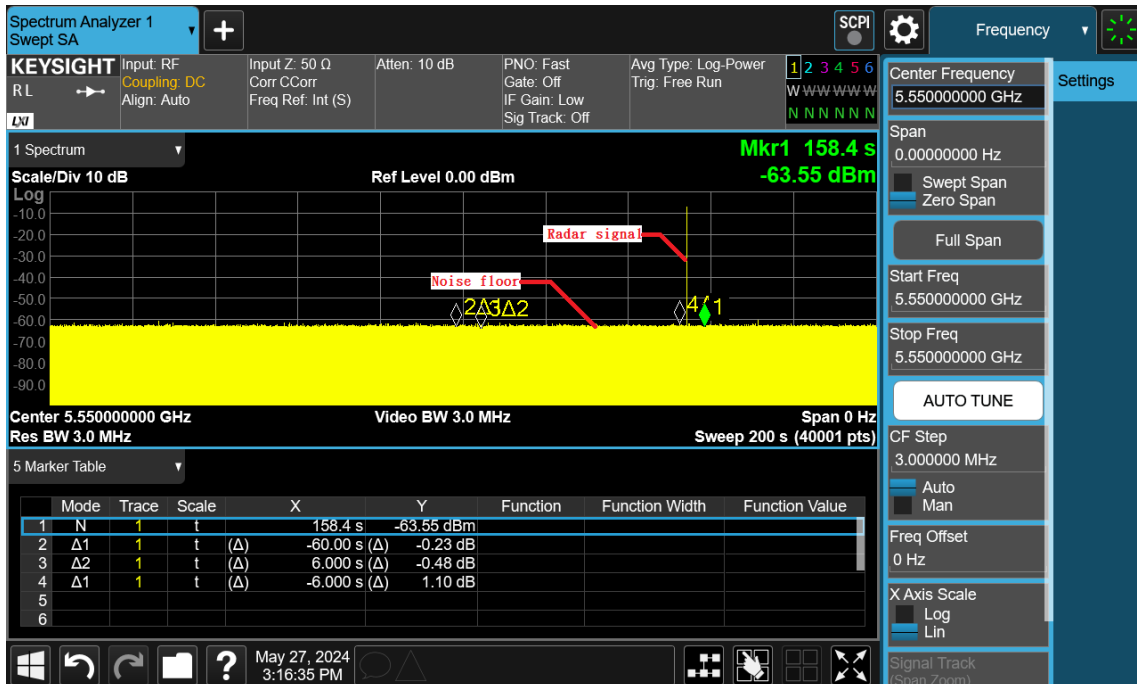 Spectrum Analyzer 1
Swept SA
+
SCPI
Frequency
KEYSIGHT
RL
LXI
Input: RF
Coupling: DC
Align: Auto
Input Z: 50 Ω
Corr CCorr
Freq Ref: Int (S)
Atten: 10 dB
PNO: Fast
Gate: Off
IF Gain: Low
Sig Track: Off
Avg Type: Log-Power
Trig: Free Run
1 2 3 4 5 6
W W W W W W
N N N N N N
1 Spectrum
Scale/Div 10 dB
Ref Level 0.00 dBm
Mkr1 158.4 s
-63.55 dBm
Log
-10.0
-20.0
-30.0
-40.0
-50.0
-60.0
-70.0
-80.0
-90.0
Radar signal
Noise floor
Center 5.550000000 GHz
Video BW 3.0 MHz
Span 0 Hz
Res BW 3.0 MHz
Sweep 200 s (40001 pts)
5 Marker Table
Mode Trace Scale X Y Function Function Width Function Value
1 N 1 t 158.4 s -63.55 dBm
2 Δ1 1 t (Δ) -60.00 s (Δ) -0.23 dB
3 Δ2 1 t (Δ) 6.000 s (Δ) -0.48 dB
4 Δ1 1 t (Δ) -6.000 s (Δ) 1.10 dB
5
6
?
May 27, 2024
3:16:35 PM
Center Frequency
5.550000000 GHz
Settings
Span
0.00000000 Hz
Swept Span
Zero Span
Full Span
Start Freq
5.550000000 GHz
Stop Freq
5.550000000 GHz
AUTO TUNE
CF Step
3.000000 MHz
Auto
Man
Freq Offset
0 Hz
X Axis Scale
Log
Lin
Signal Track
(Span Zoom)